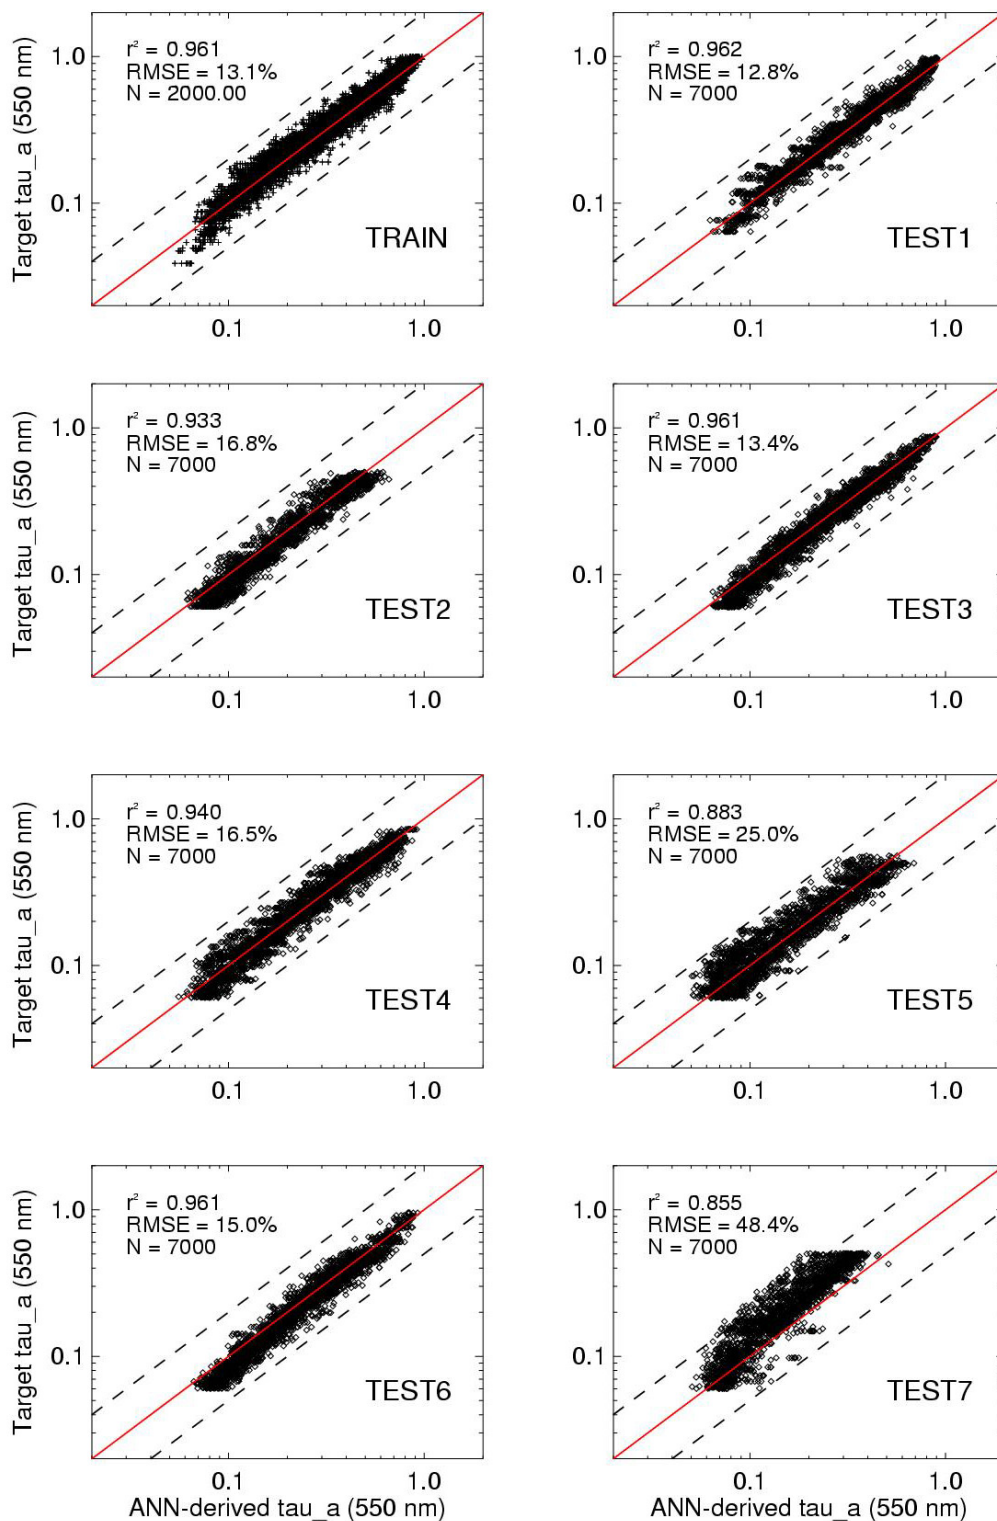 r² = 0.961
RMSE = 13.1%
N = 2000.00
TRAIN
Target tau_a (550 nm)
1.0
0.1
0.1
1.0
r² = 0.962
RMSE = 12.8%
N = 7000
TEST1
1.0
0.1
0.1
1.0
r² = 0.933
RMSE = 16.8%
N = 7000
TEST2
Target tau_a (550 nm)
1.0
0.1
0.1
1.0
r² = 0.961
RMSE = 13.4%
N = 7000
TEST3
1.0
0.1
0.1
1.0
r² = 0.940
RMSE = 16.5%
N = 7000
TEST4
Target tau_a (550 nm)
1.0
0.1
0.1
1.0
r² = 0.883
RMSE = 25.0%
N = 7000
TEST5
1.0
0.1
0.1
1.0
r² = 0.961
RMSE = 15.0%
N = 7000
TEST6
Target tau_a (550 nm)
1.0
0.1
0.1
1.0
ANN-derived tau_a (550 nm)
r² = 0.855
RMSE = 48.4%
N = 7000
TEST7
1.0
0.1
0.1
1.0
ANN-derived tau_a (550 nm)